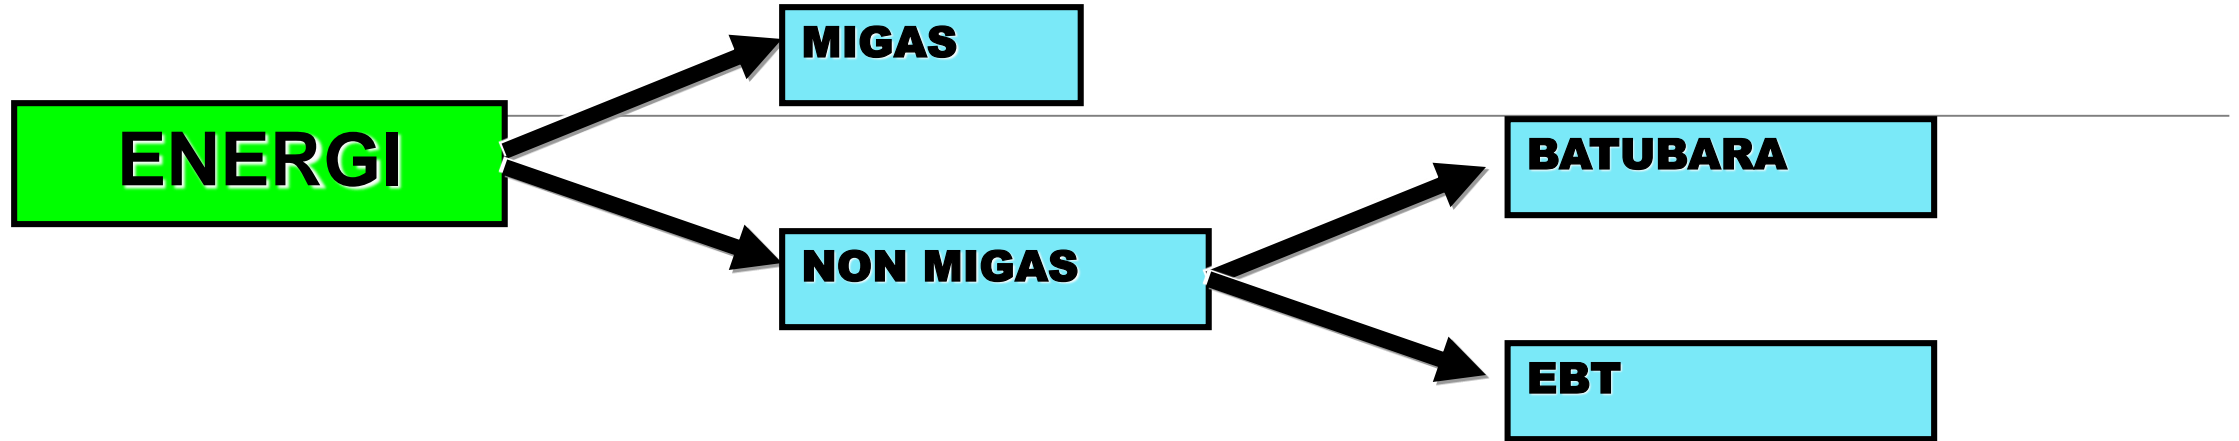 MIGAS
ENERGI
BATUBARA
NON MIGAS
EBT